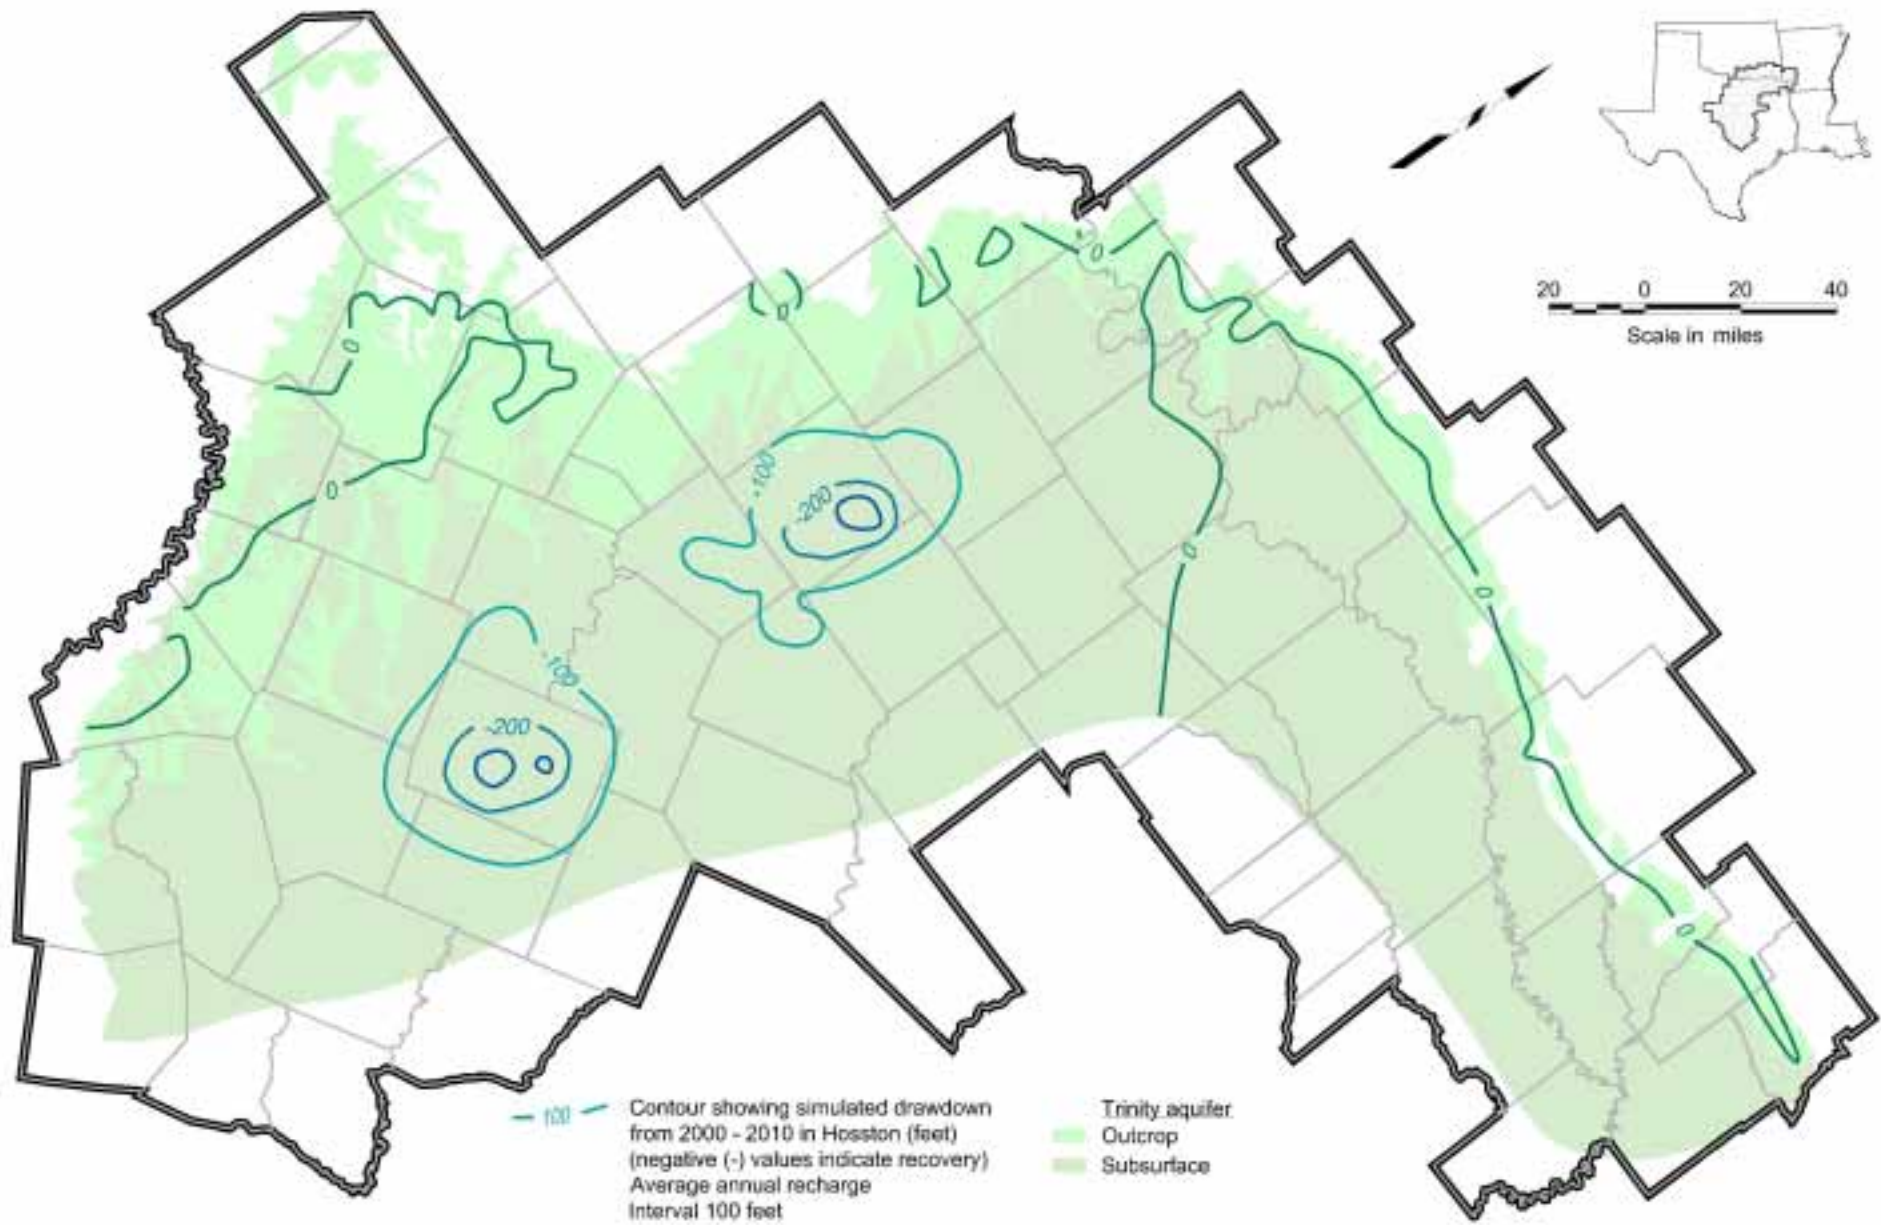 20 0 20 40
Scale in miles
0
0
0
0
-100
-200
0
0
-100
-200
0
100
Contour showing simulated drawdown
from 2000 - 2010 in Hosston (feet)
(negative (-) values indicate recovery)
Average annual recharge
Interval 100 feet
Trinity aquifer
Outcrop
Subsurface